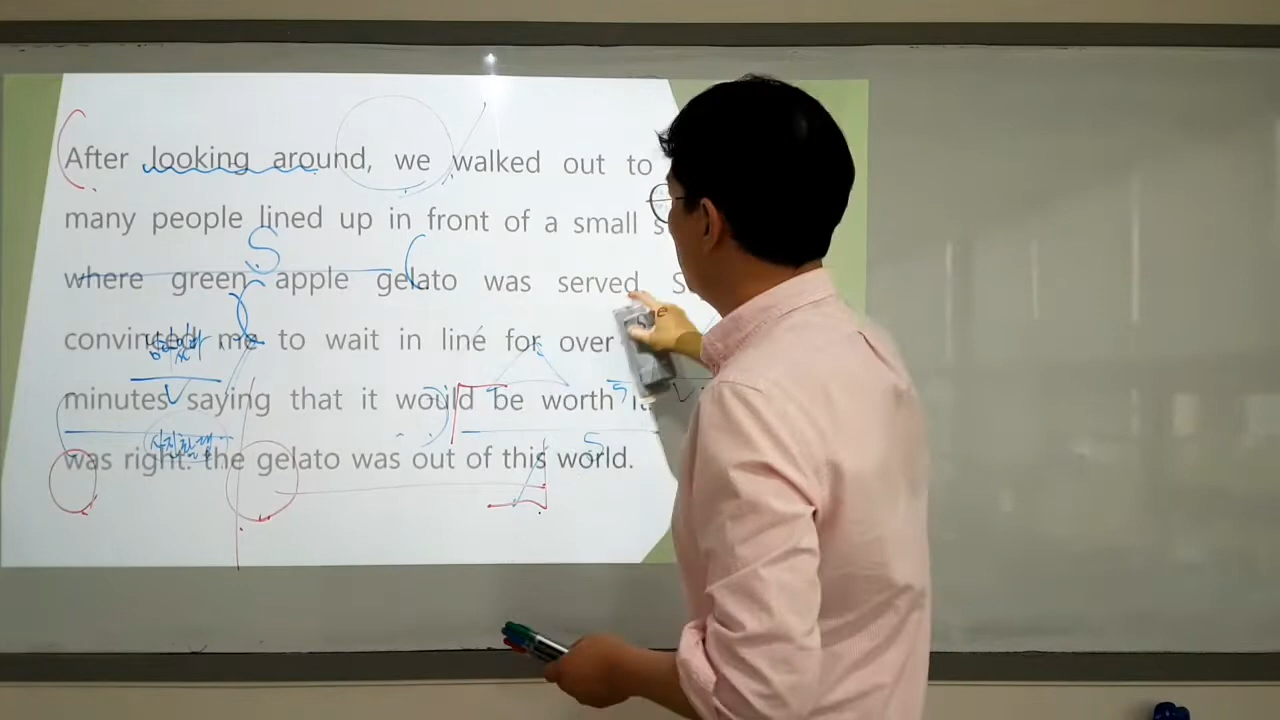 After looking around, we walked out to
many people lined up in front of a small s
where green apple gelato was served. S
convinced me to wait in line for over
minutes saying that it would be worth it.
was right. the gelato was out of this world.
S
S
V
S